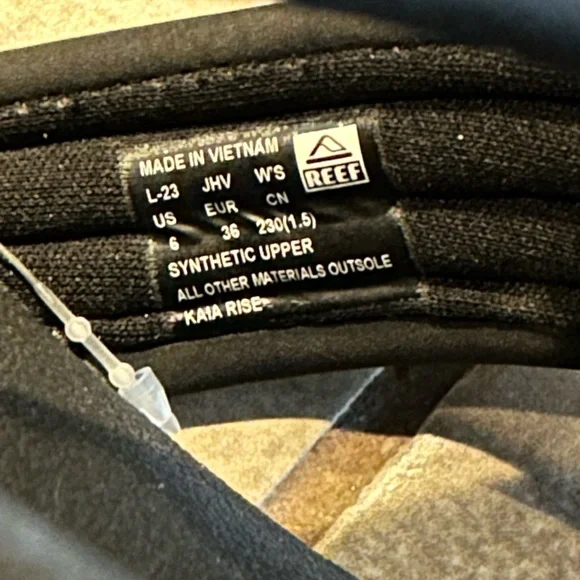 MADE IN VIETNAM
REEF
L-23 JHV W'S
US EUR CN
6 36 230(1.5)
SYNTHETIC UPPER
ALL OTHER MATERIALS OUTSOLE
KAIA RISE